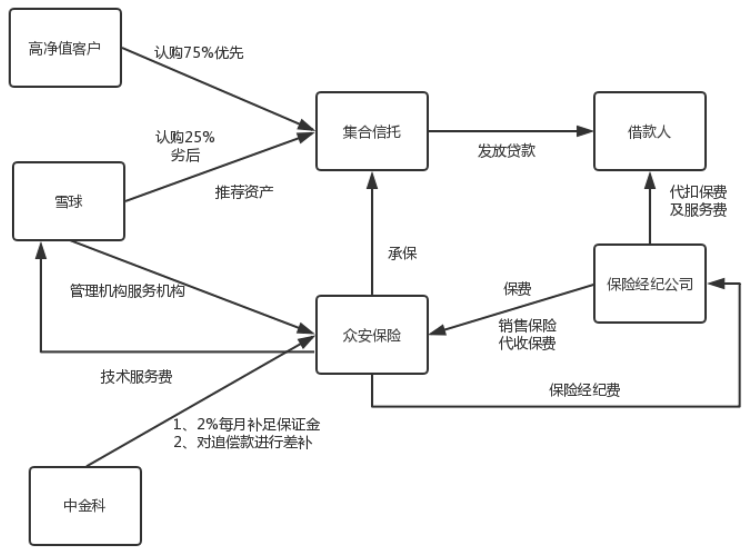 高净值客户
认购75%优先
集合信托
发放贷款
借款人
认购25%
劣后
推荐资产
雪球
代扣保费
及服务费
承保
管理机构服务机构
保险经纪公司
保费
众安保险
销售保险
代收保费
技术服务费
保险经纪费
1、2%每月补足保证金
2、对追偿款进行差补
中金科